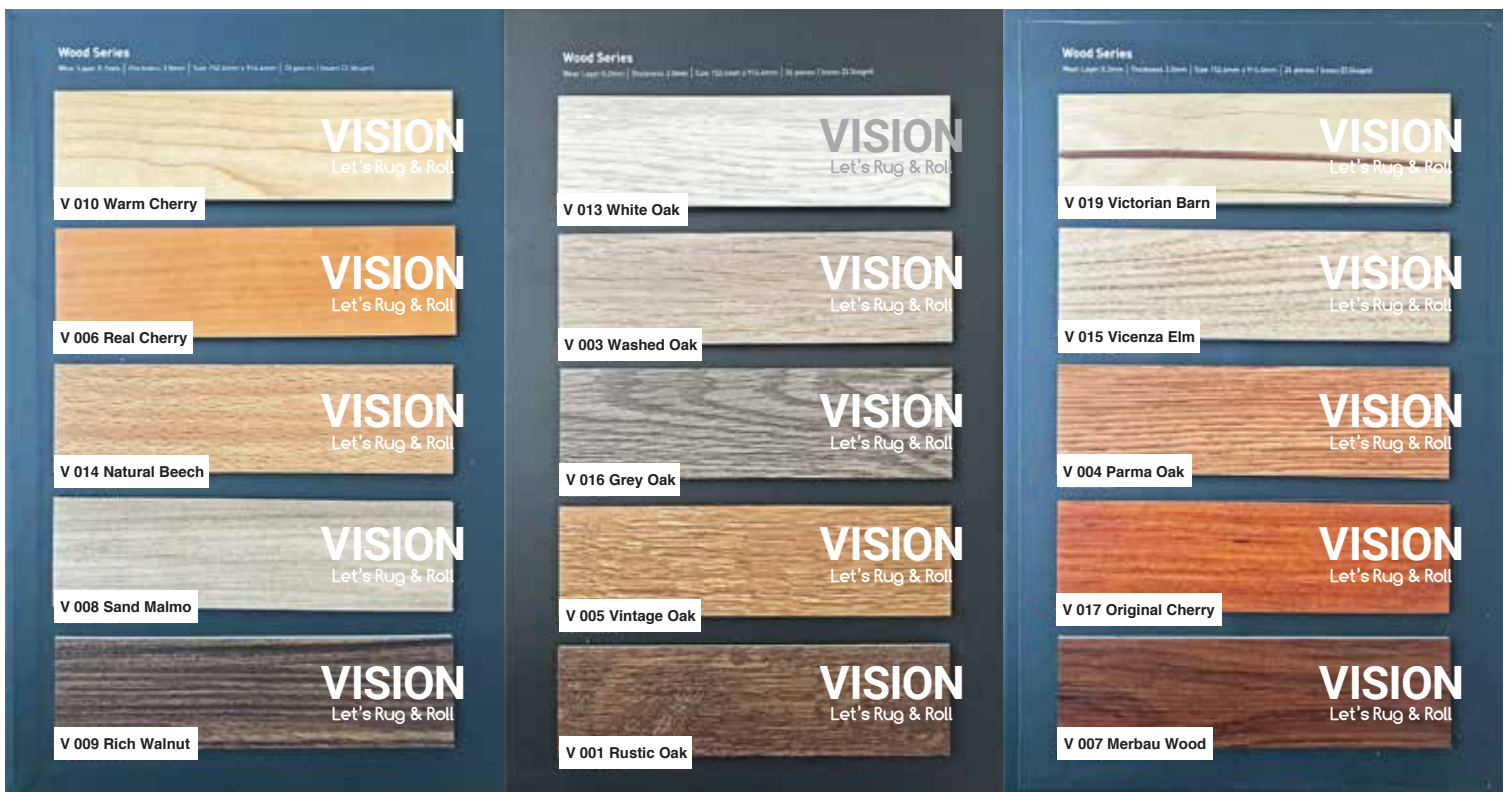 Wood Series
VISION
Let's Rug & Roll
V 010 Warm Cherry
VISION
Let's Rug & Roll
V 006 Real Cherry
VISION
Let's Rug & Roll
V 014 Natural Beech
VISION
Let's Rug & Roll
V 008 Sand Malmo
VISION
Let's Rug & Roll
V 009 Rich Walnut
Wood Series
VISION
Let's Rug & Roll
V 013 White Oak
VISION
Let's Rug & Roll
V 003 Washed Oak
VISION
Let's Rug & Roll
V 016 Grey Oak
VISION
Let's Rug & Roll
V 005 Vintage Oak
VISION
Let's Rug & Roll
V 001 Rustic Oak
Wood Series
VISION
Let's Rug & Roll
V 019 Victorian Barn
VISION
Let's Rug & Roll
V 015 Vicenza Elm
VISION
Let's Rug & Roll
V 004 Parma Oak
VISION
Let's Rug & Roll
V 017 Original Cherry
VISION
Let's Rug & Roll
V 007 Merbau Wood